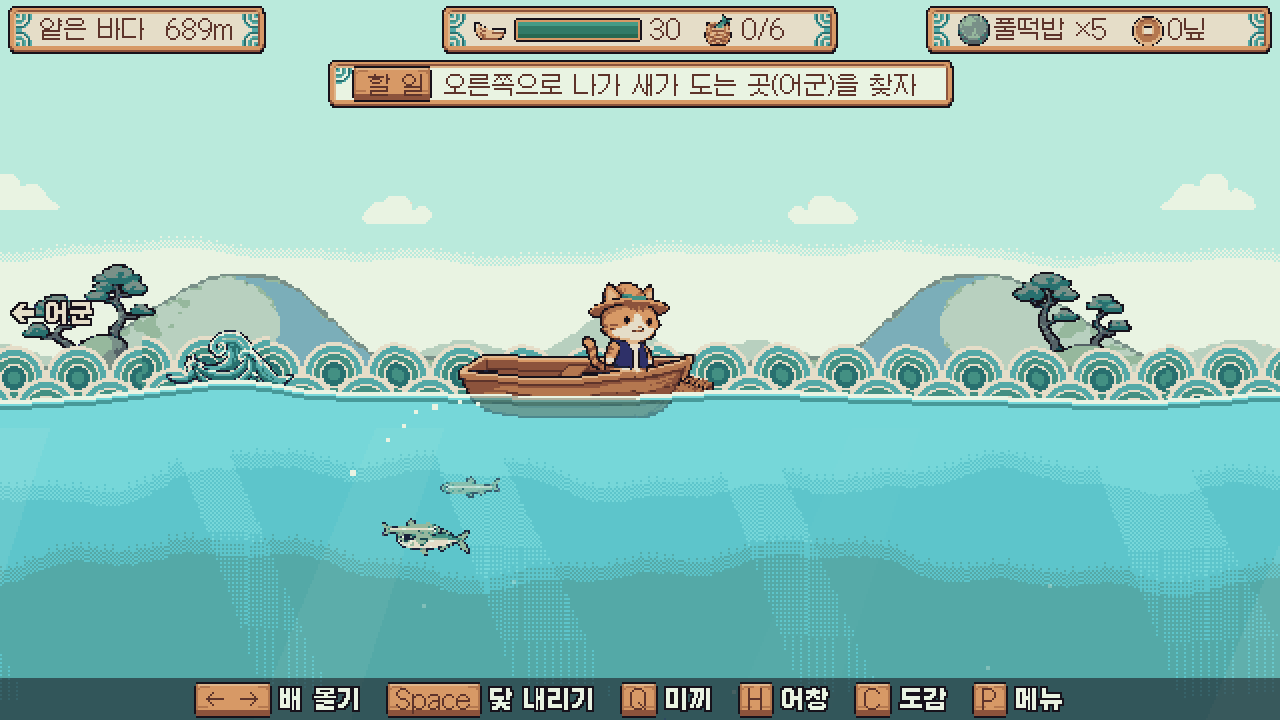 얕은 바다 689m
30 0/6
풀떡밥 ×5 0닢
할 일 오른쪽으로 나가 새가 도는 곳(어군)을 찾자
←어군
← → 배 몰기 Space 닻 내리기 Q 미끼 H 어창 C 도감 P 메뉴